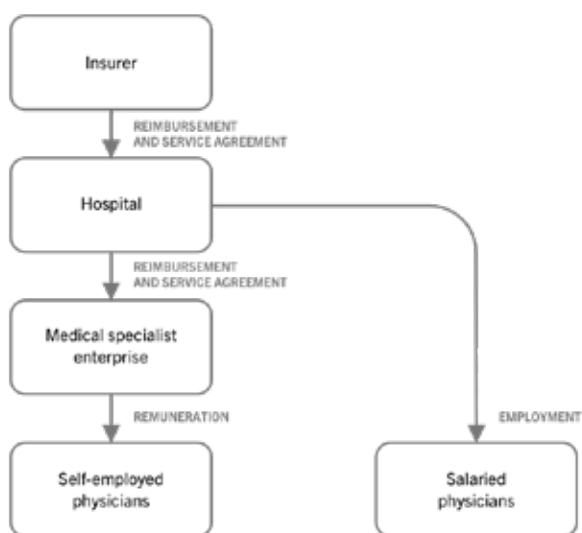 Insurer
REIMBURSEMENT
AND SERVICE AGREEMENT
Hospital
REIMBURSEMENT
AND SERVICE AGREEMENT
Medical specialist
enterprise
REMUNERATION
EMPLOYMENT
Self-employed
physicians
Salaried
physicians